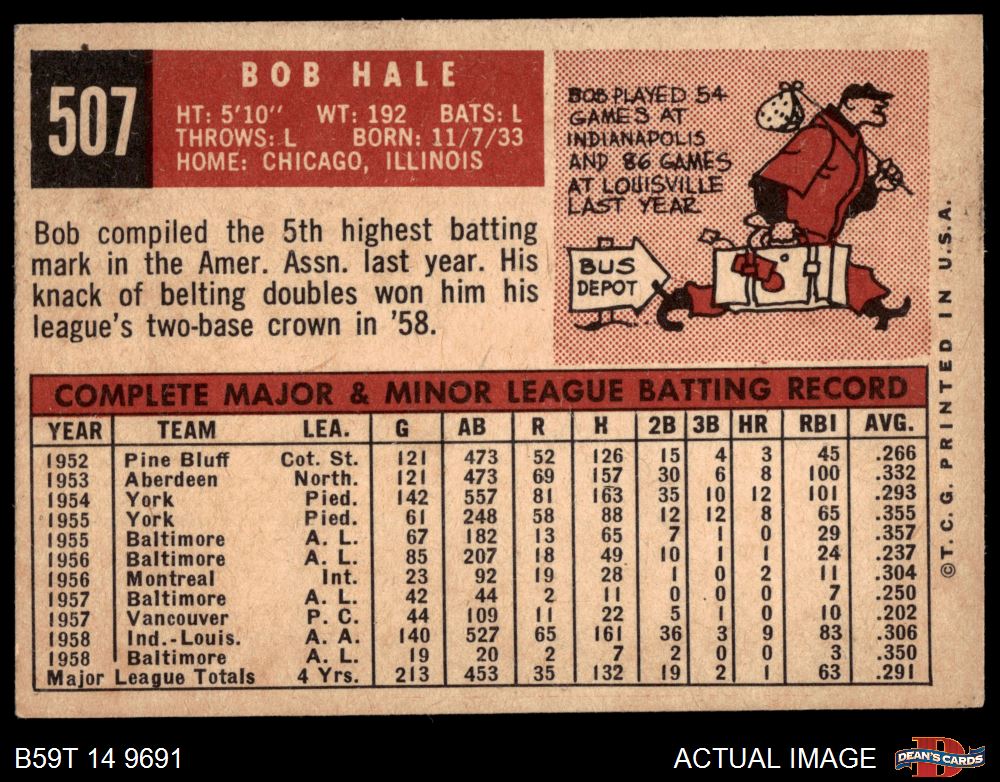 507
BOB HALE
HT: 5'10" WT: 192 BATS: L
THROWS: L BORN: 11/7/33
HOME: CHICAGO, ILLINOIS
Bob compiled the 5th highest batting
mark in the Amer. Assn. last year. His
knack of belting doubles won him his
league's two-base crown in '58.
BOB PLAYED 54
GAMES AT
INDIANAPOLIS
AND 86 GAMES
AT LOUISVILLE
LAST YEAR
BUS
DEPOT
COMPLETE MAJOR & MINOR LEAGUE BATTING RECORD
YEAR TEAM LEA. G AB R H 2B 3B HR RBI AVG.
1952 Pine Bluff Cot. St. 121 473 52 126 15 4 3 45 .266
1953 Aberdeen North. 121 473 69 157 30 6 8 100 .332
1954 York Pied. 142 557 81 163 35 10 12 101 .293
1955 York Pied. 61 248 58 88 12 12 8 65 .355
1955 Baltimore A. L. 67 182 13 65 7 1 0 29 .357
1956 Baltimore A. L. 85 207 18 49 10 1 1 24 .237
1956 Montreal Int. 23 92 19 28 1 0 2 11 .304
1957 Baltimore A. L. 42 44 2 11 0 0 0 7 .250
1957 Vancouver P. C. 44 109 11 22 5 1 0 10 .202
1958 Ind.-Louis. A. A. 140 527 65 161 36 3 9 83 .306
1958 Baltimore A. L. 19 20 2 7 2 0 0 3 .350
Major League Totals 4 Yrs. 213 453 35 132 19 2 1 63 .291
©T. C. G. PRINTED IN U.S.A.
B59T 14 9691
ACTUAL IMAGE
DEAN'S CARDS